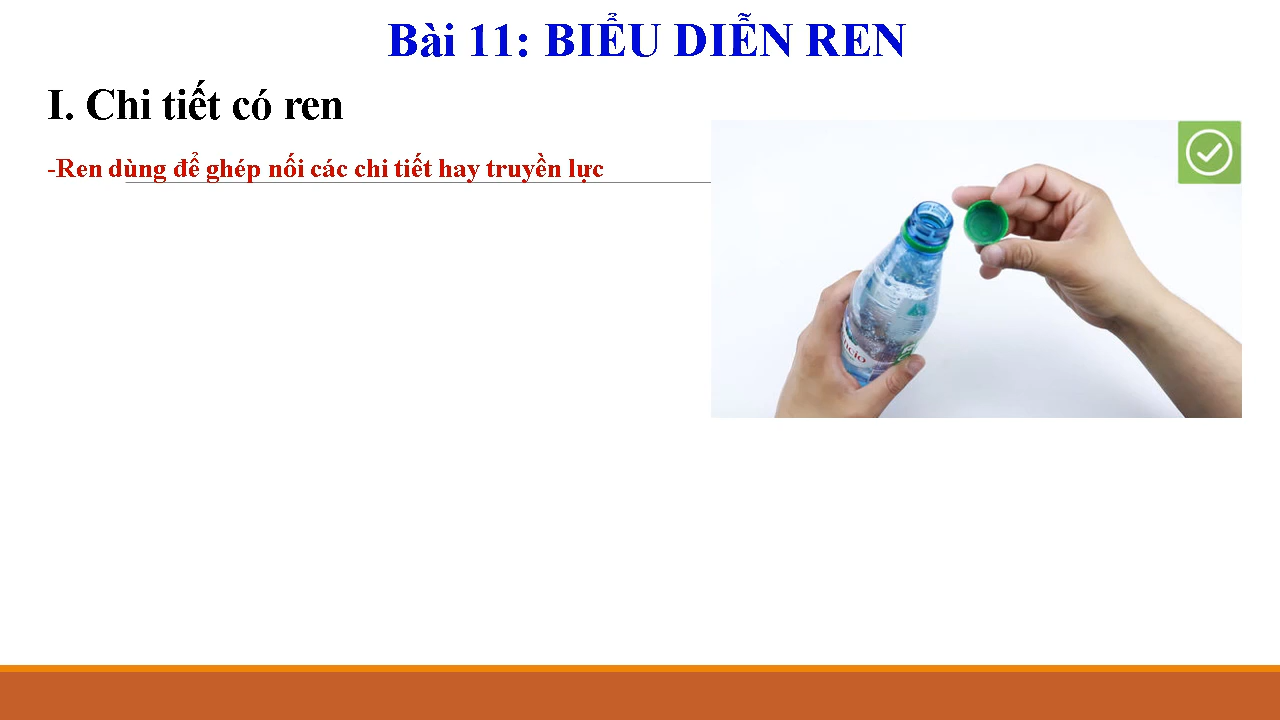 Bài 11: BIỂU DIỄN REN
I. Chi tiết có ren
-Ren dùng để ghép nối các chi tiết hay truyền lực